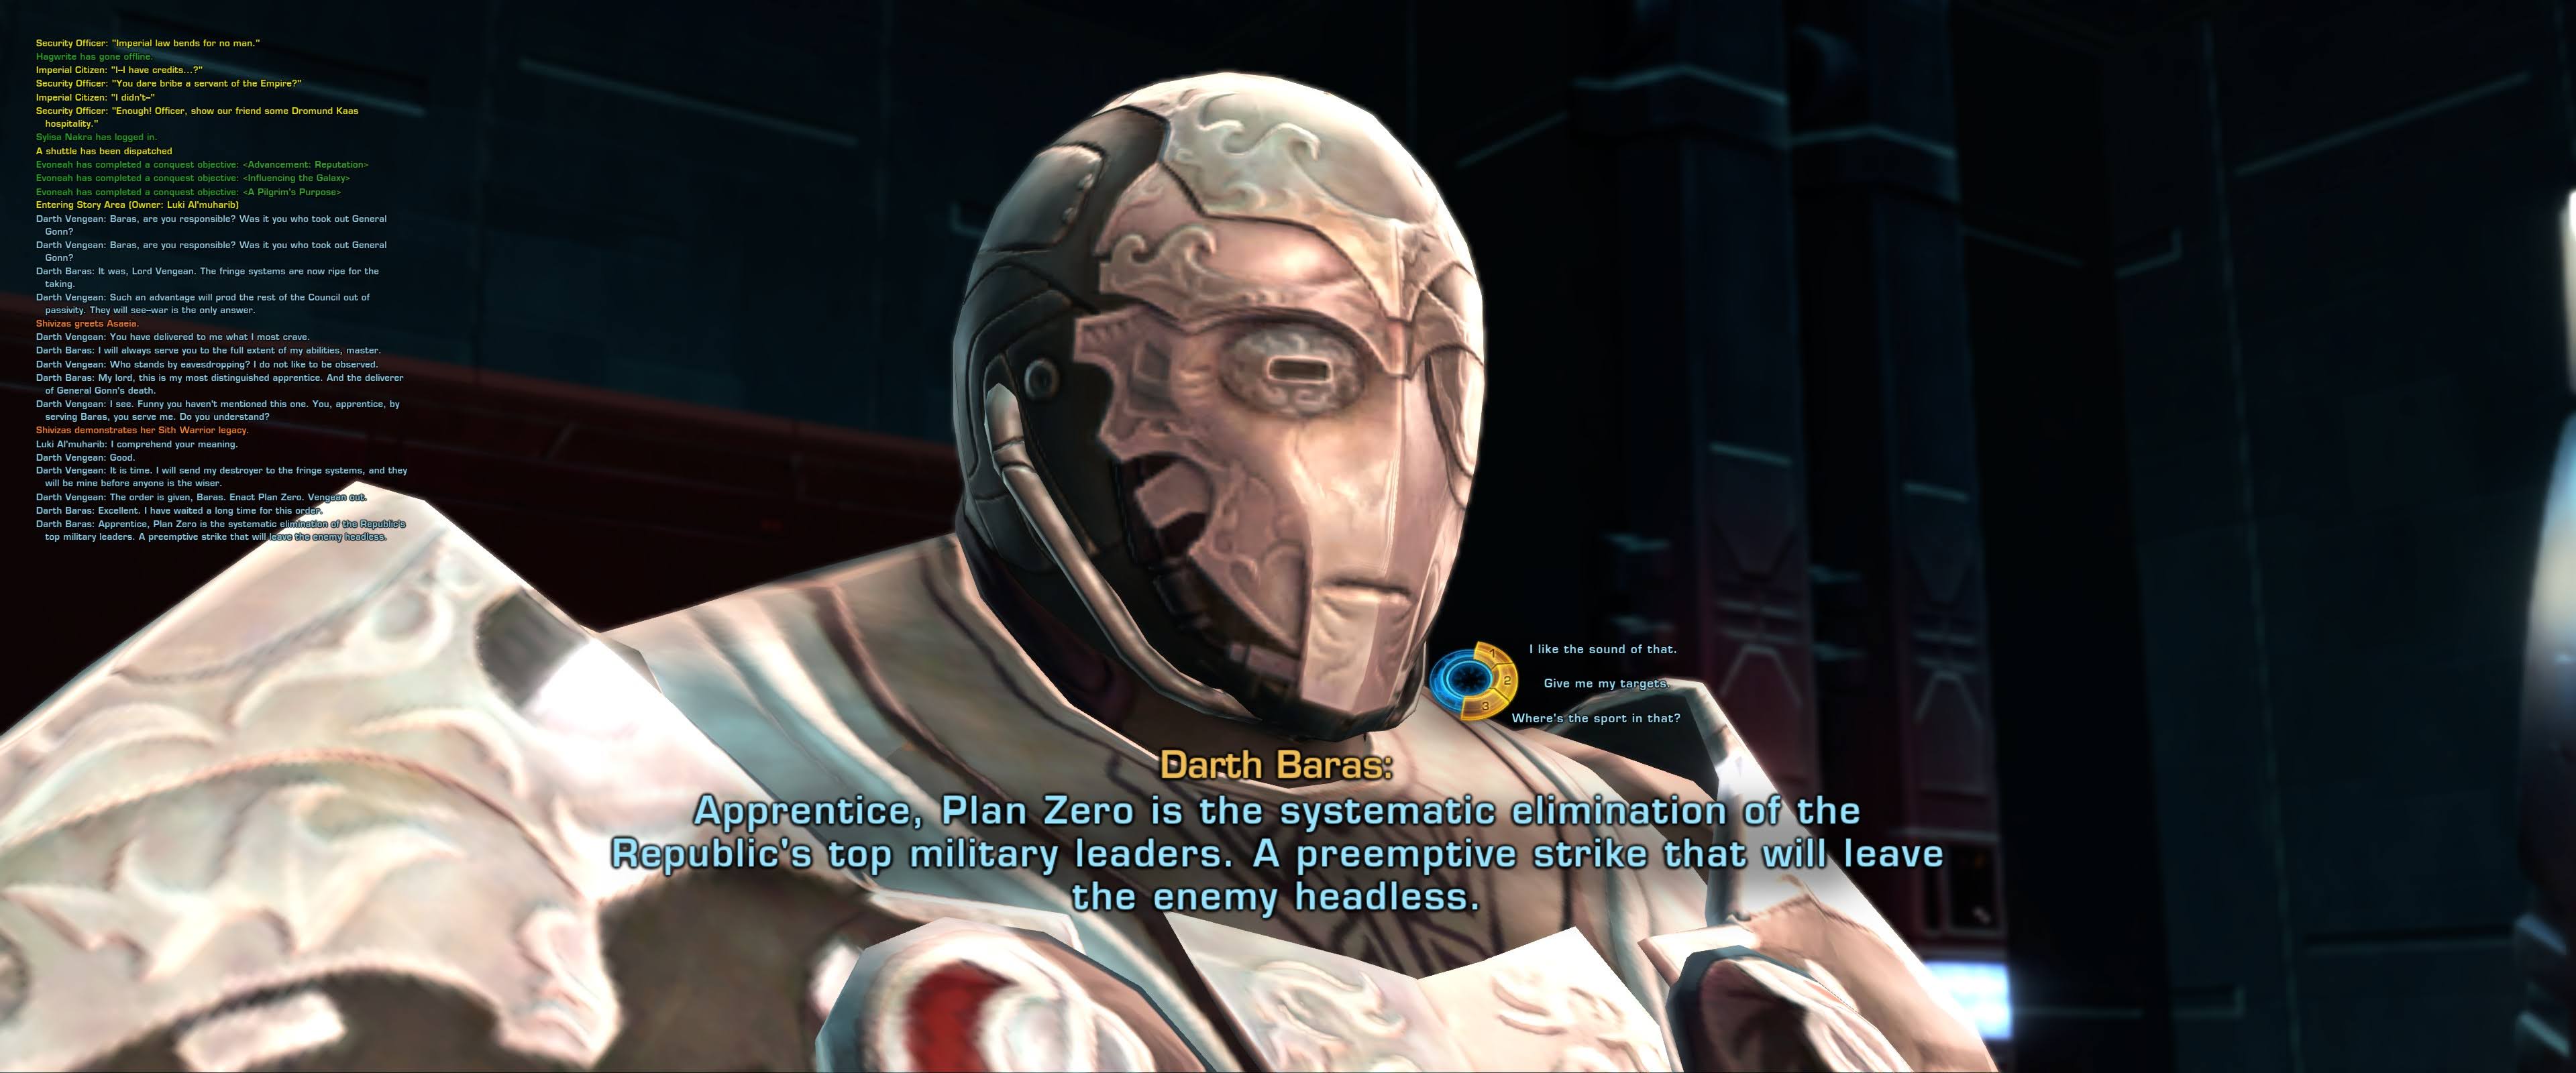 Security Officer: "Imperial law bends for no man."
Hagwrite has gone offline.
Imperial Citizen: "I–I have credits...?"
Security Officer: "You dare bribe a servant of the Empire?"
Imperial Citizen: "I didn't–"
Security Officer: "Enough! Officer, show our friend some Dromund Kaas
hospitality."
Sylisa Nakra has logged in.
A shuttle has been dispatched
Evoneah has completed a conquest objective: <Advancement: Reputation>
Evoneah has completed a conquest objective: <Influencing the Galaxy>
Evoneah has completed a conquest objective: <A Pilgrim's Purpose>
Entering Story Area (Owner: Luki Al'muharib)
Darth Vengean: Baras, are you responsible? Was it you who took out General
Gonn?
Darth Vengean: Baras, are you responsible? Was it you who took out General
Gonn?
Darth Baras: It was, Lord Vengean. The fringe systems are now ripe for the
taking.
Darth Vengean: Such an advantage will prod the rest of the Council out of
passivity. They will see–war is the only answer.
Shivizas greets Asaeia.
Darth Vengean: You have delivered to me what I most crave.
Darth Baras: I will always serve you to the full extent of my abilities, master.
Darth Vengean: Who stands by eavesdropping? I do not like to be observed.
Darth Baras: My lord, this is my most distinguished apprentice. And the deliverer
of General Gonn's death.
Darth Vengean: I see. Funny you haven't mentioned this one. You, apprentice, by
serving Baras, you serve me. Do you understand?
Shivizas demonstrates her Sith Warrior legacy.
Luki Al'muharib: I comprehend your meaning.
Darth Vengean: Good.
Darth Vengean: It is time. I will send my destroyer to the fringe systems, and they
will be mine before anyone is the wiser.
Darth Vengean: The order is given, Baras. Enact Plan Zero. Vengean out.
Darth Baras: Excellent. I have waited a long time for this order.
Darth Baras: Apprentice, Plan Zero is the systematic elimination of the Republic's
top military leaders. A preemptive strike that will leave the enemy headless.
1 I like the sound of that.
2 Give me my targets.
3 Where's the sport in that?
Darth Baras:
Apprentice, Plan Zero is the systematic elimination of the
Republic's top military leaders. A preemptive strike that will leave
the enemy headless.